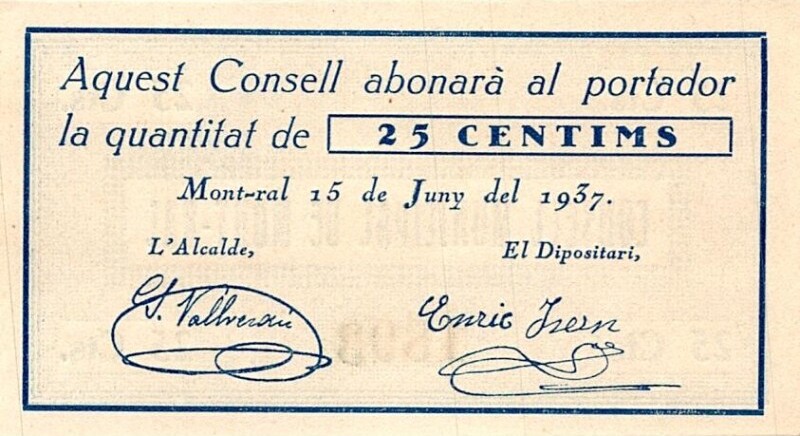 Aquest Consell abonarà al portador
la quantitat de 25 CENTIMS
Mont-ral 15 de Juny del 1937.
L'Alcalde, El Dipositari,
Enric Isern